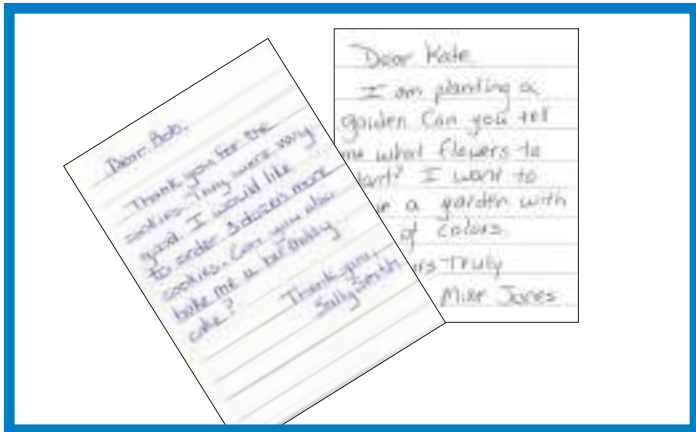 Dear Bob,
Thank you for the
cookies. They were very
good. I would like
to order 3 dozen more
cookies. Can you also
bake me a birthday
cake?
Thank you,
Sally Smith
Dear Kate
I am planting a
garden. Can you tell
me what flowers to
plant? I want to
a garden with
of colours.
Truly
Mike Jones